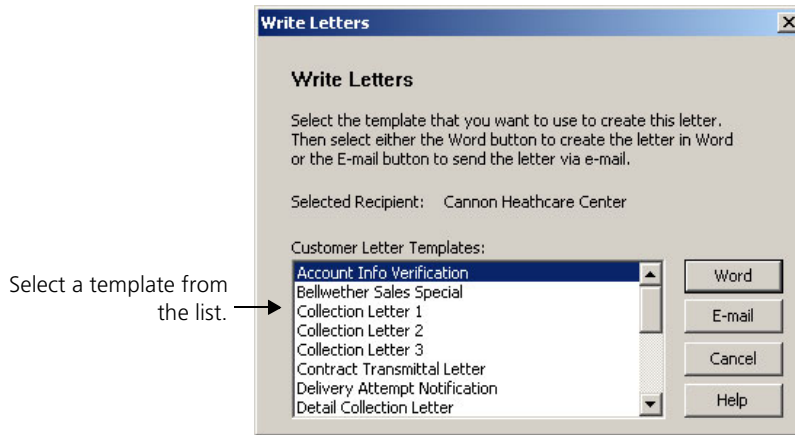 Write Letters
Write Letters
Select the template that you want to use to create this letter.
Then select either the Word button to create the letter in Word
or the E-mail button to send the letter via e-mail.
Selected Recipient: Cannon Heathcare Center
Customer Letter Templates:
Select a template from
the list.
Account Info Verification
Bellwether Sales Special
Collection Letter 1
Collection Letter 2
Collection Letter 3
Contract Transmittal Letter
Delivery Attempt Notification
Detail Collection Letter
Word
E-mail
Cancel
Help